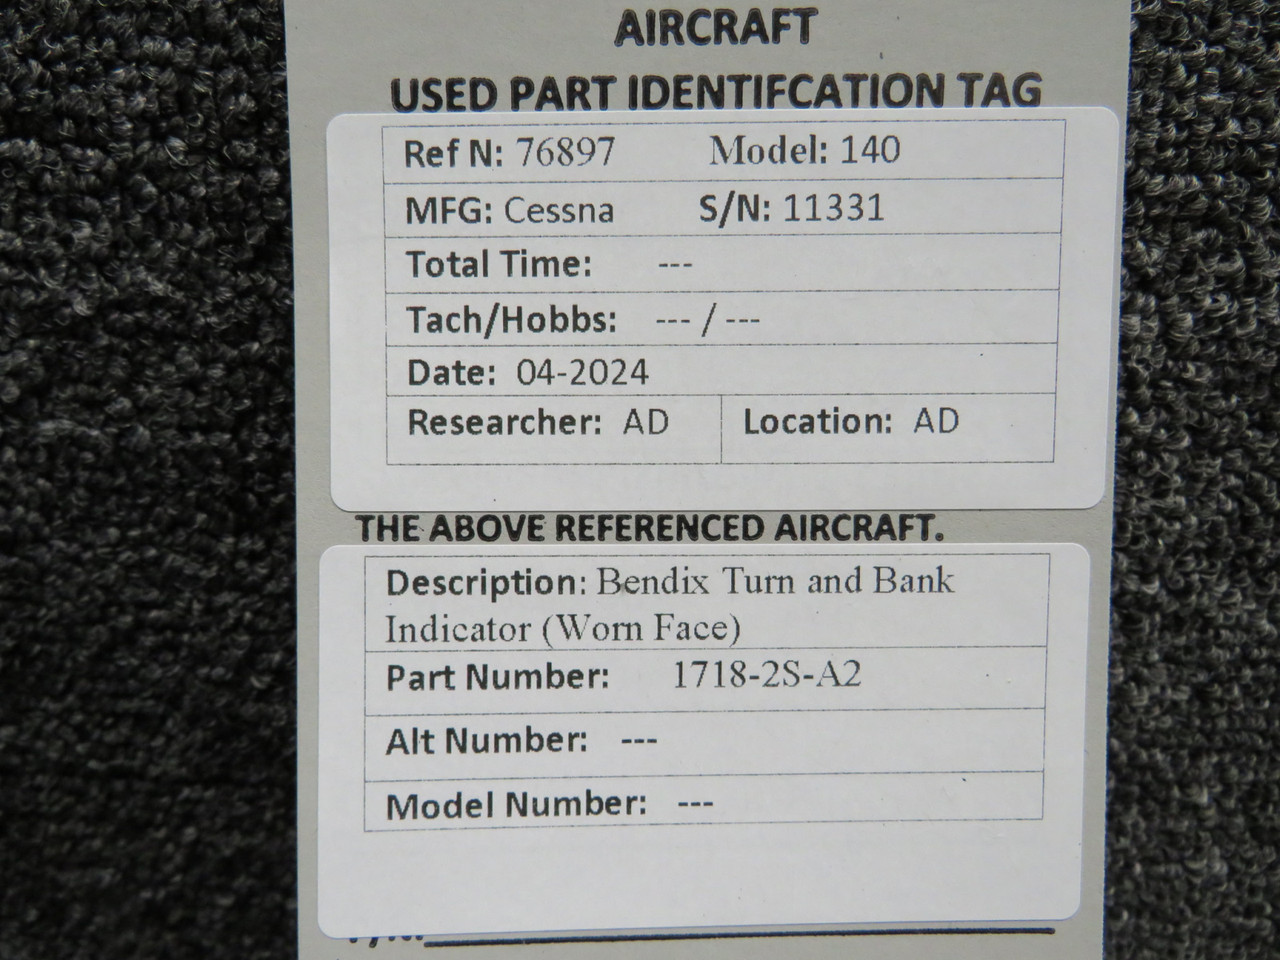 AIRCRAFT
USED PART IDENTIFCATION TAG
Ref N: 76897 Model: 140
MFG: Cessna S/N: 11331
Total Time: ---
Tach/Hobbs: --- / ---
Date: 04-2024
Researcher: AD Location: AD
THE ABOVE REFERENCED AIRCRAFT.
Description: Bendix Turn and Bank
Indicator (Worn Face)
Part Number: 1718-2S-A2
Alt Number: ---
Model Number: ---